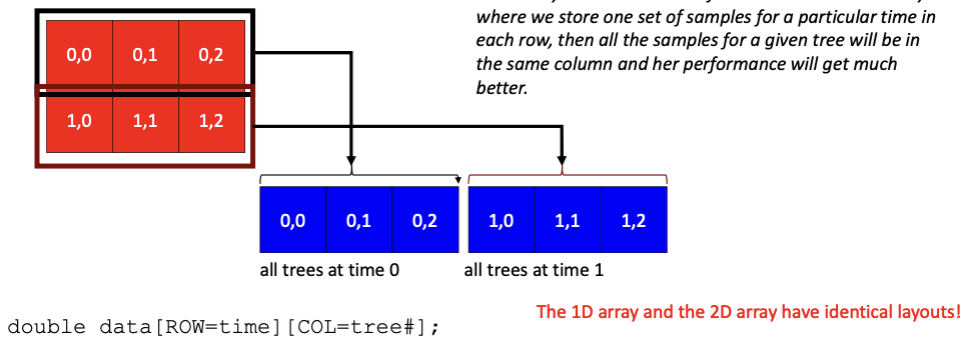 where we store one set of samples for a particular time in
each row, then all the samples for a given tree will be in
the same column and her performance will get much
better.
0,0 0,1 0,2
1,0 1,1 1,2
0,0 0,1 0,2 1,0 1,1 1,2
all trees at time 0 all trees at time 1
The 1D array and the 2D array have identical layouts!
double data[ROW=time][COL=tree#];